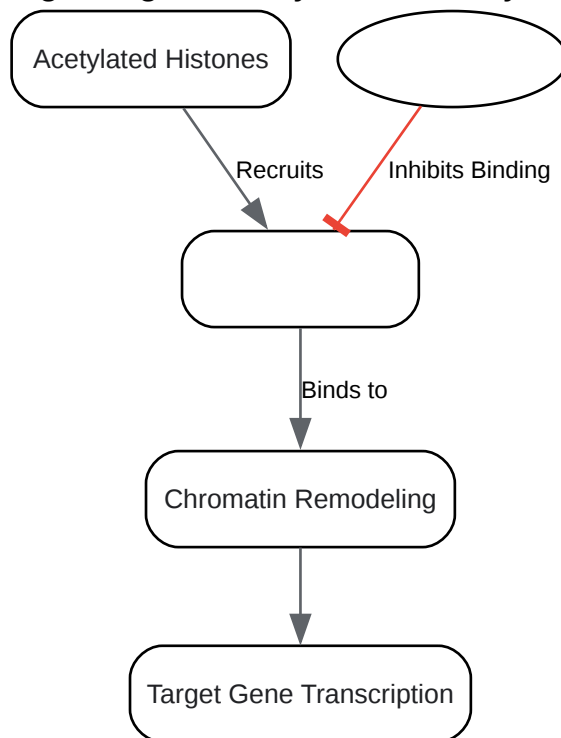 Acetylated Histones
Recruits
Inhibits Binding
Binds to
Chromatin Remodeling
Target Gene Transcription